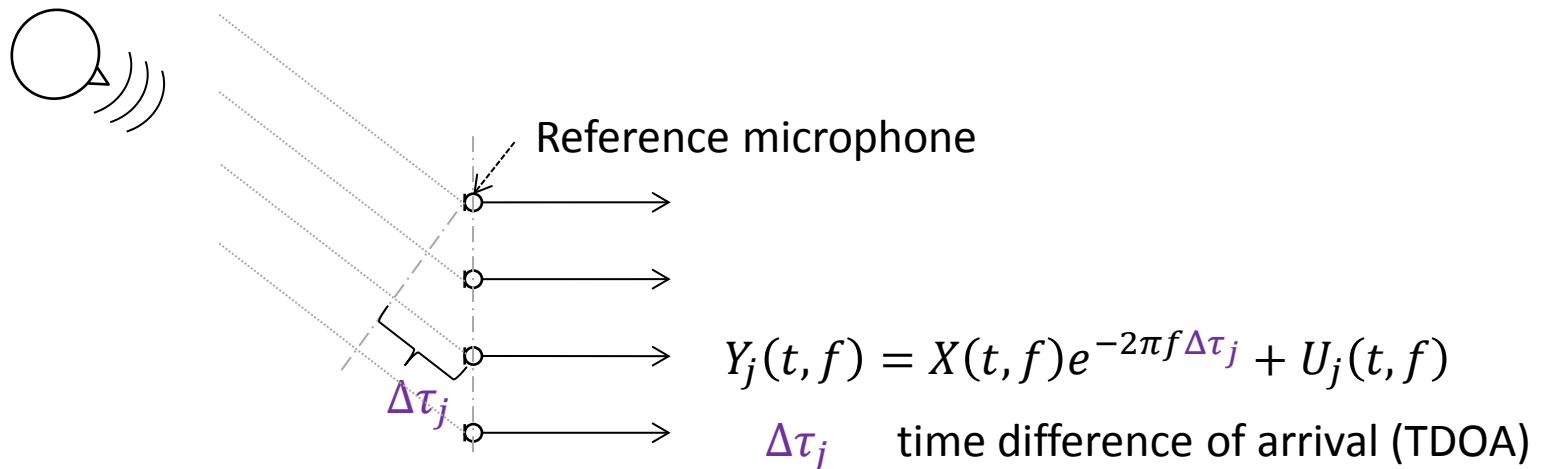 Reference microphone
Y_j(t, f) = X(t, f)e^{-2πfΔτ_j} + U_j(t, f)
Δτ_j
Δτ_j time difference of arrival (TDOA)